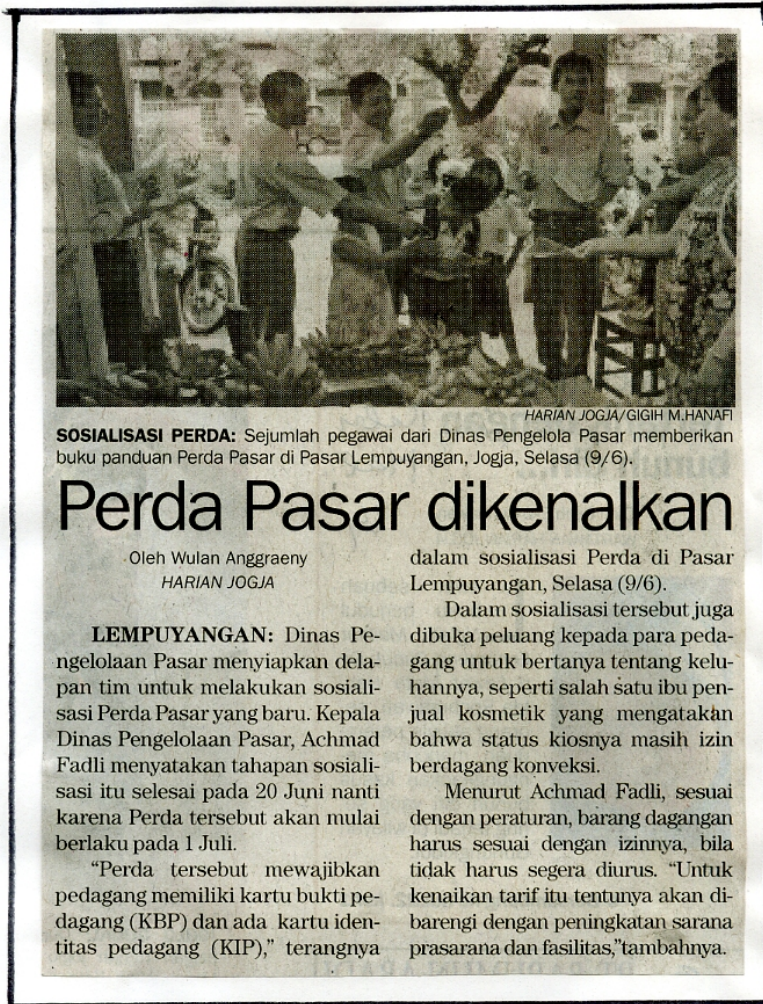 HARIAN JOGJA/GIGIH M.HANAFI
SOSIALISASI PERDA: Sejumlah pegawai dari Dinas Pengelola Pasar memberikan
buku panduan Perda Pasar di Pasar Lempuyangan, Jogja, Selasa (9/6).
Perda Pasar dikenalkan
Oleh Wulan Anggraeny
HARIAN JOGJA
LEMPUYANGAN: Dinas Pe-
ngelolaan Pasar menyiapkan dela-
pan tim untuk melakukan sosiali-
sasi Perda Pasar yang baru. Kepala
Dinas Pengelolaan Pasar, Achmad
Fadli menyatakan tahapan sosiali-
sasi itu selesai pada 20 Juni nanti
karena Perda tersebut akan mulai
berlaku pada 1 Juli.
“Perda tersebut mewajibkan
pedagang memiliki kartu bukti pe-
dagang (KBP) dan ada kartu iden-
titas pedagang (KIP),” terangnya
dalam sosialisasi Perda di Pasar
Lempuyangan, Selasa (9/6).
Dalam sosialisasi tersebut juga
dibuka peluang kepada para peda-
gang untuk bertanya tentang kelu-
hannya, seperti salah satu ibu pen-
jual kosmetik yang mengatakan
bahwa status kiosnya masih izin
berdagang konveksi.
Menurut Achmad Fadli, sesuai
dengan peraturan, barang dagangan
harus sesuai dengan izinnya, bila
tidak harus segera diurus. “Untuk
kenaikan tarif itu tentunya akan di-
barengi dengan peningkatan sarana
prasarana dan fasilitas,”tambahnya.